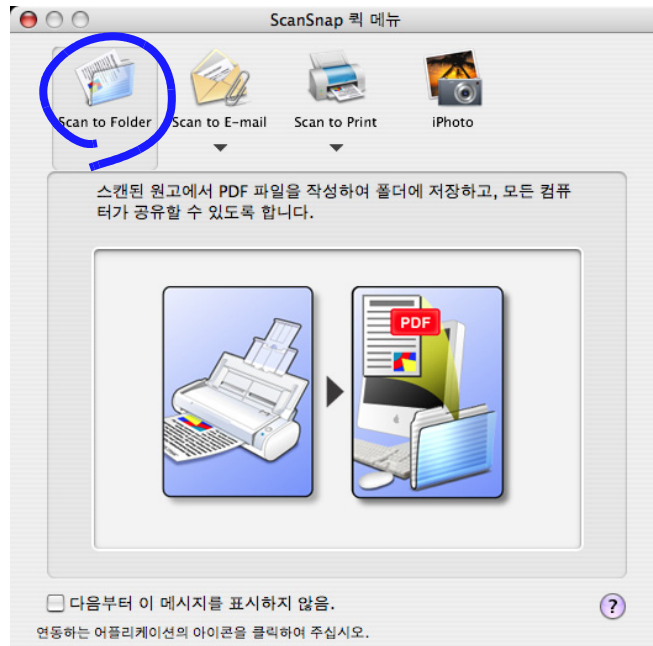 ScanSnap 퀵 메뉴
Scan to Folder
Scan to E-mail
Scan to Print
iPhoto
스캔된 원고에서 PDF 파일을 작성하여 폴더에 저장하고, 모든 컴퓨
터가 공유할 수 있도록 합니다.
PDF
다음부터 이 메시지를 표시하지 않음.
?
연동하는 어플리케이션의 아이콘을 클릭하여 주십시오.